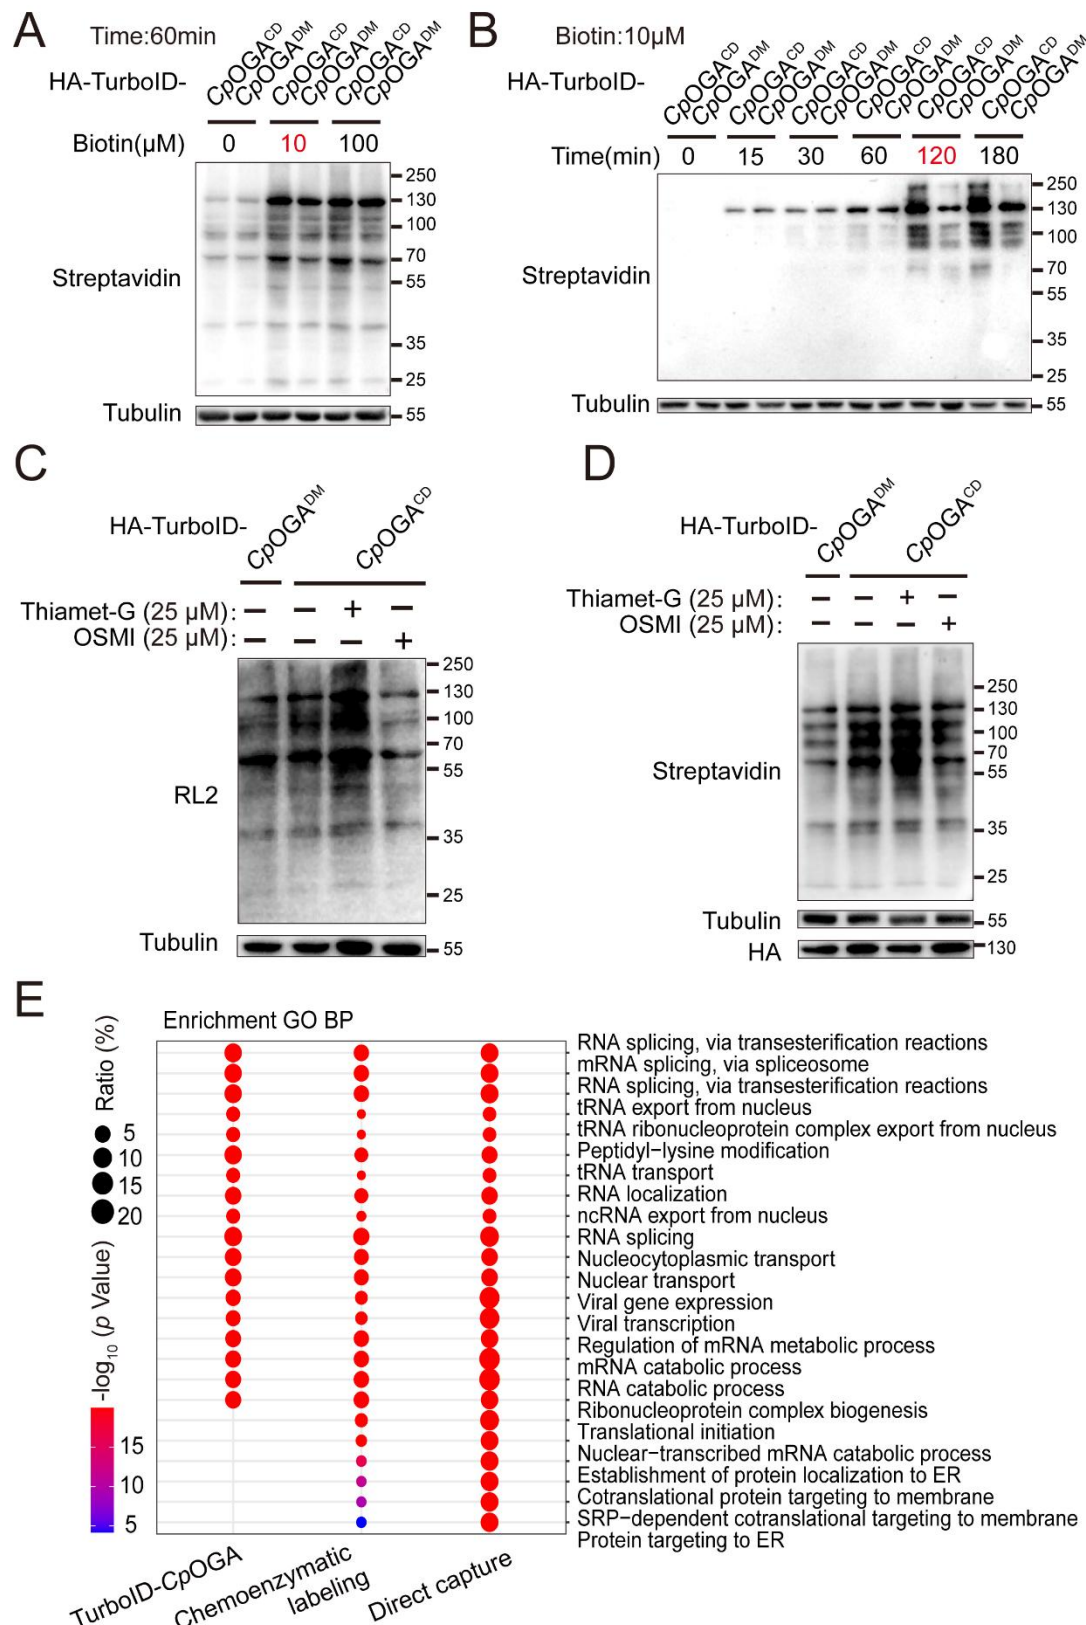 A
Time:60min
HA-TurboID-
CpOGA^CD
CpOGA^DM
CpOGA^CD
CpOGA^DM
CpOGA^CD
CpOGA^DM
Biotin(μM)
0
10
100
Streptavidin
250
130
100
70
55
35
25
Tubulin
55
B
Biotin:10μM
HA-TurboID-
CpOGA^CD
CpOGA^DM
CpOGA^CD
CpOGA^DM
CpOGA^CD
CpOGA^DM
CpOGA^CD
CpOGA^DM
CpOGA^CD
CpOGA^DM
CpOGA^CD
CpOGA^DM
Time(min)
0
15
30
60
120
180
Streptavidin
250
130
100
70
55
35
25
Tubulin
55
C
HA-TurboID-
CpOGA^DM
CpOGA^CD
Thiamet-G (25 μM): − − + −
OSMI (25 μM): − − − +
RL2
250
130
100
70
55
35
25
Tubulin
55
D
HA-TurboID-
CpOGA^DM
CpOGA^CD
Thiamet-G (25 μM): − − + −
OSMI (25 μM): − − − +
Streptavidin
250
130
100
70
55
35
25
Tubulin
55
HA
130
E
Enrichment GO BP
Ratio (%)
5
10
15
20
-log10 (p Value)
15
10
5
RNA splicing, via transesterification reactions
mRNA splicing, via spliceosome
RNA splicing, via transesterification reactions
tRNA export from nucleus
tRNA ribonucleoprotein complex export from nucleus
Peptidyl−lysine modification
tRNA transport
RNA localization
ncRNA export from nucleus
RNA splicing
Nucleocytoplasmic transport
Nuclear transport
Viral gene expression
Viral transcription
Regulation of mRNA metabolic process
mRNA catabolic process
RNA catabolic process
Ribonucleoprotein complex biogenesis
Translational initiation
Nuclear−transcribed mRNA catabolic process
Establishment of protein localization to ER
Cotranslational protein targeting to membrane
SRP−dependent cotranslational targeting to membrane
Protein targeting to ER
TurboID-CpOGA
Chemoenzymatic
labeling
Direct capture